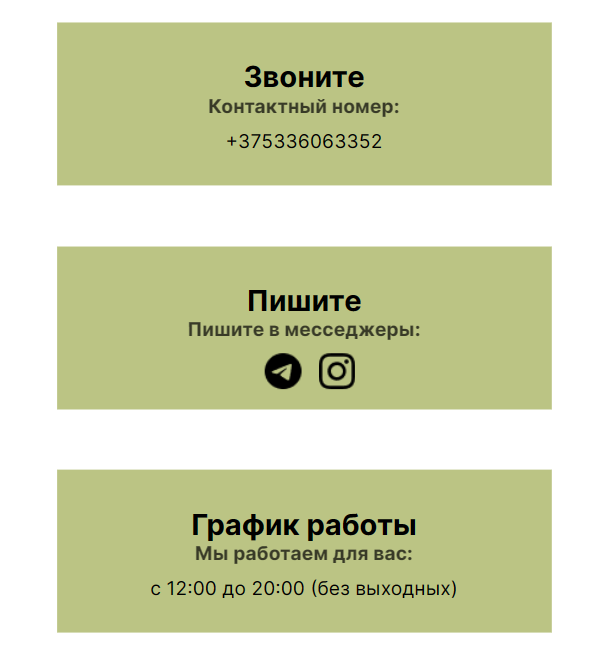 Звоните
Контактный номер:
+375336063352
Пишите
Пишите в месседжеры:
График работы
Мы работаем для вас:
с 12:00 до 20:00 (без выходных)